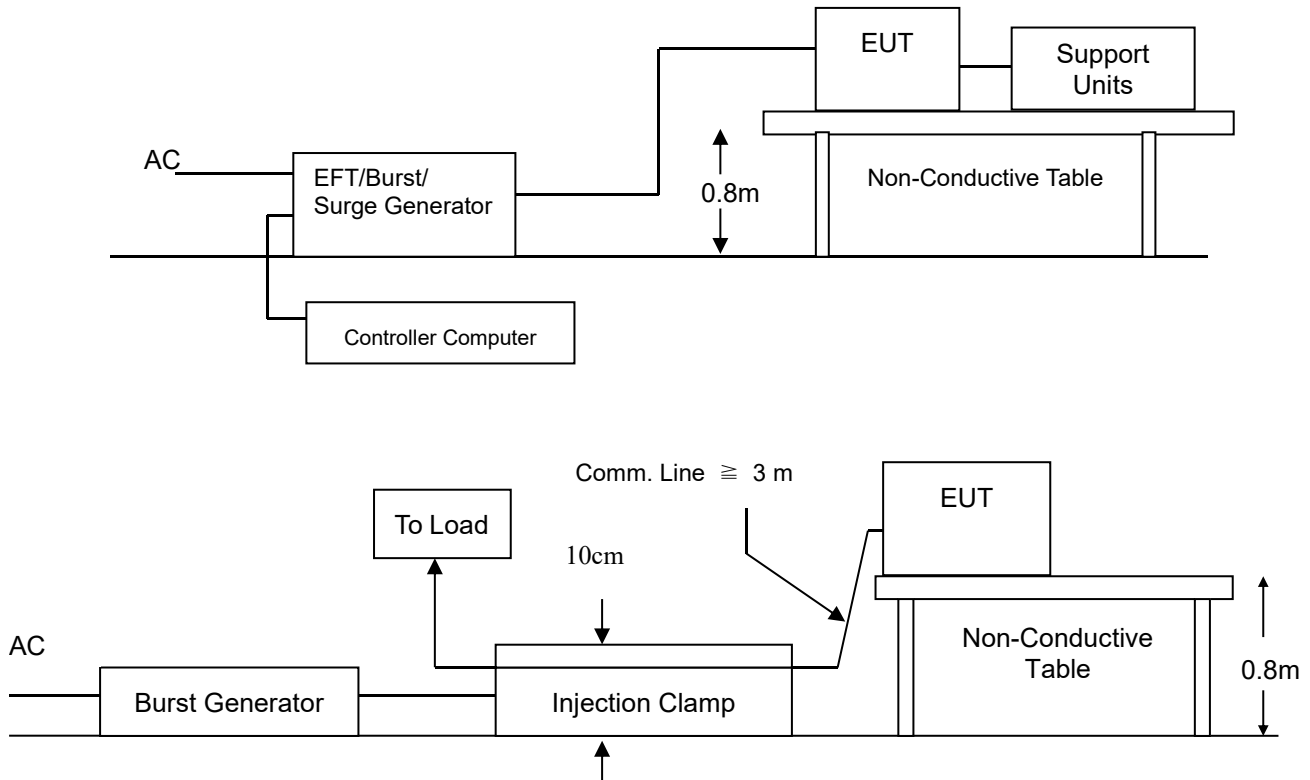 EUT
Support
Units
AC
EFT/Burst/
Surge Generator
0.8m
Non-Conductive Table
Controller Computer
Comm. Line ≧ 3 m
EUT
To Load
10cm
AC
Non-Conductive
Table
0.8m
Burst Generator
Injection Clamp